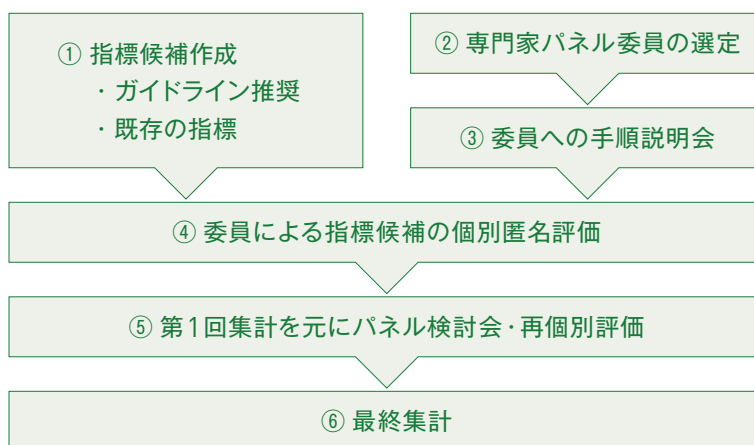 ① 指標候補作成
・ガイドライン推奨
・既存の指標
② 専門家パネル委員の選定
③ 委員への手順説明会
④ 委員による指標候補の個別匿名評価
⑤ 第1回集計を元にパネル検討会・再個別評価
⑥ 最終集計